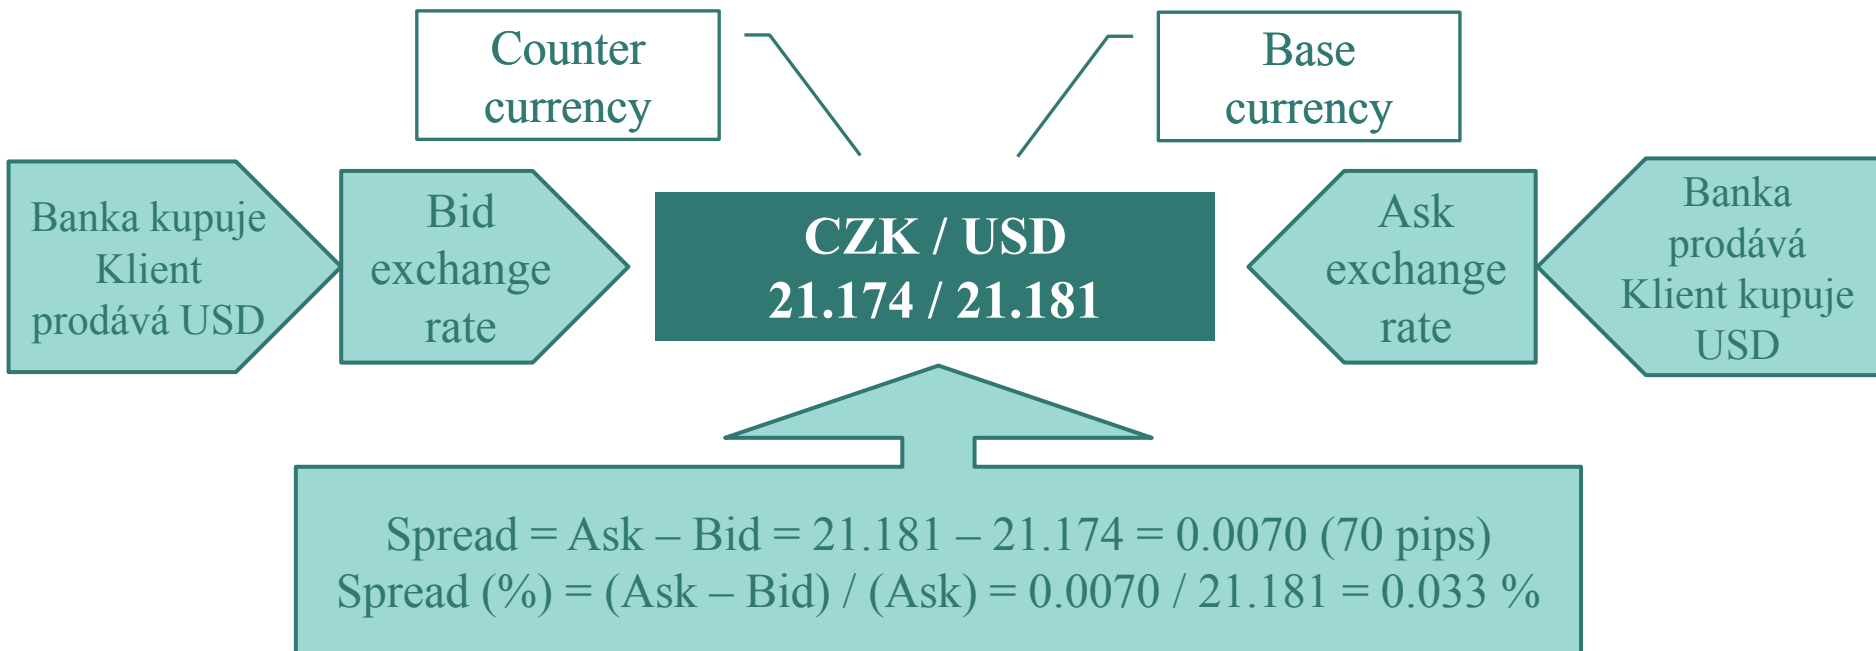 Counter
currency
Base
currency
Banka kupuje
Klient
prodává USD
Bid
exchange
rate
CZK / USD
21.174 / 21.181
Ask
exchange
rate
Banka
prodává
Klient kupuje
USD
Spread = Ask – Bid = 21.181 – 21.174 = 0.0070 (70 pips)
Spread (%) = (Ask – Bid) / (Ask) = 0.0070 / 21.181 = 0.033 %